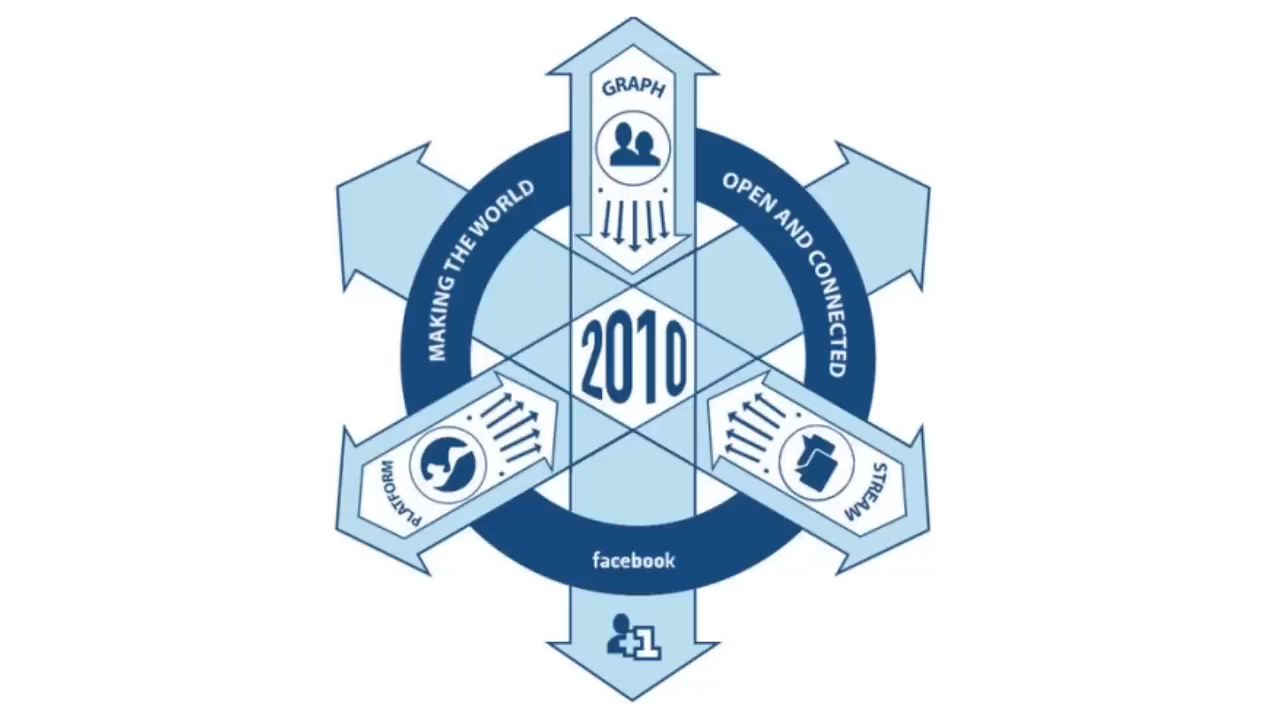 GRAPH
MAKING THE WORLD
OPEN AND CONNECTED
2010
PLATFORM
STREAM
facebook
+1